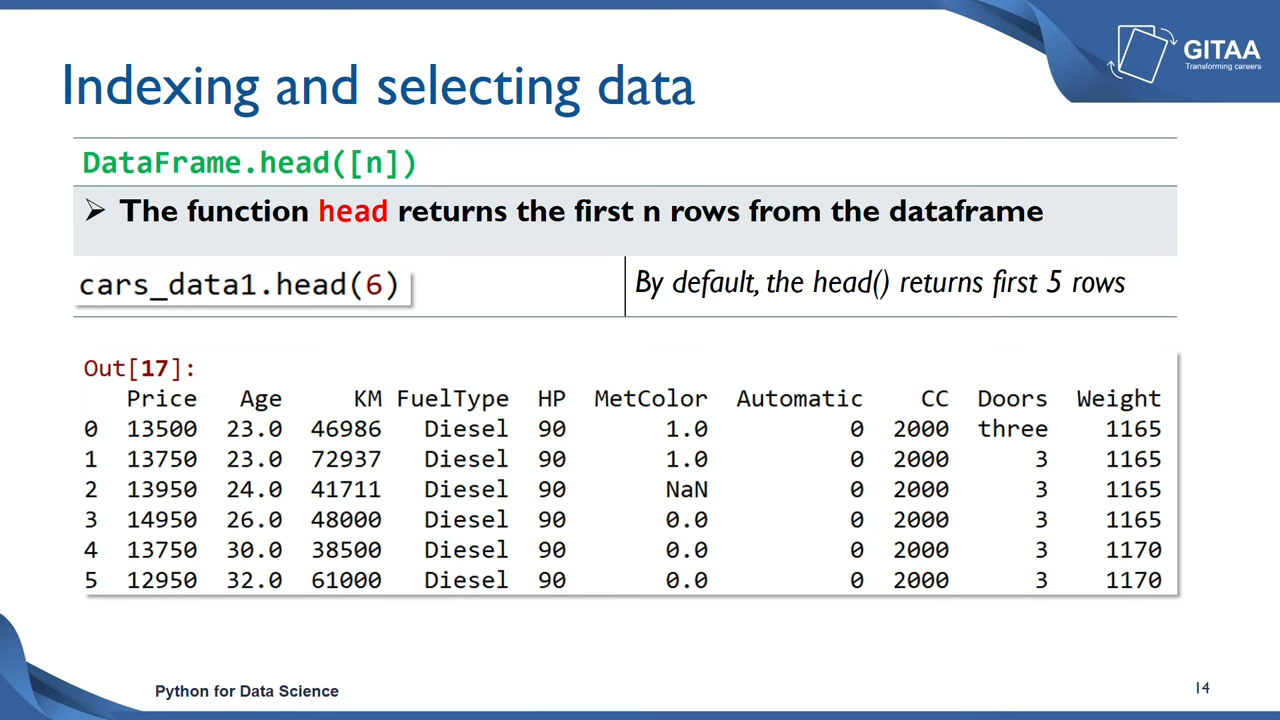 GITAA
Transforming careers
Indexing and selecting data
DataFrame.head([n])
➢ The function head returns the first n rows from the dataframe
cars_data1.head(6)
By default, the head() returns first 5 rows
Out[17]:
Price Age KM FuelType HP MetColor Automatic CC Doors Weight
0 13500 23.0 46986 Diesel 90 1.0 0 2000 three 1165
1 13750 23.0 72937 Diesel 90 1.0 0 2000 3 1165
2 13950 24.0 41711 Diesel 90 NaN 0 2000 3 1165
3 14950 26.0 48000 Diesel 90 0.0 0 2000 3 1165
4 13750 30.0 38500 Diesel 90 0.0 0 2000 3 1170
5 12950 32.0 61000 Diesel 90 0.0 0 2000 3 1170
Python for Data Science
14